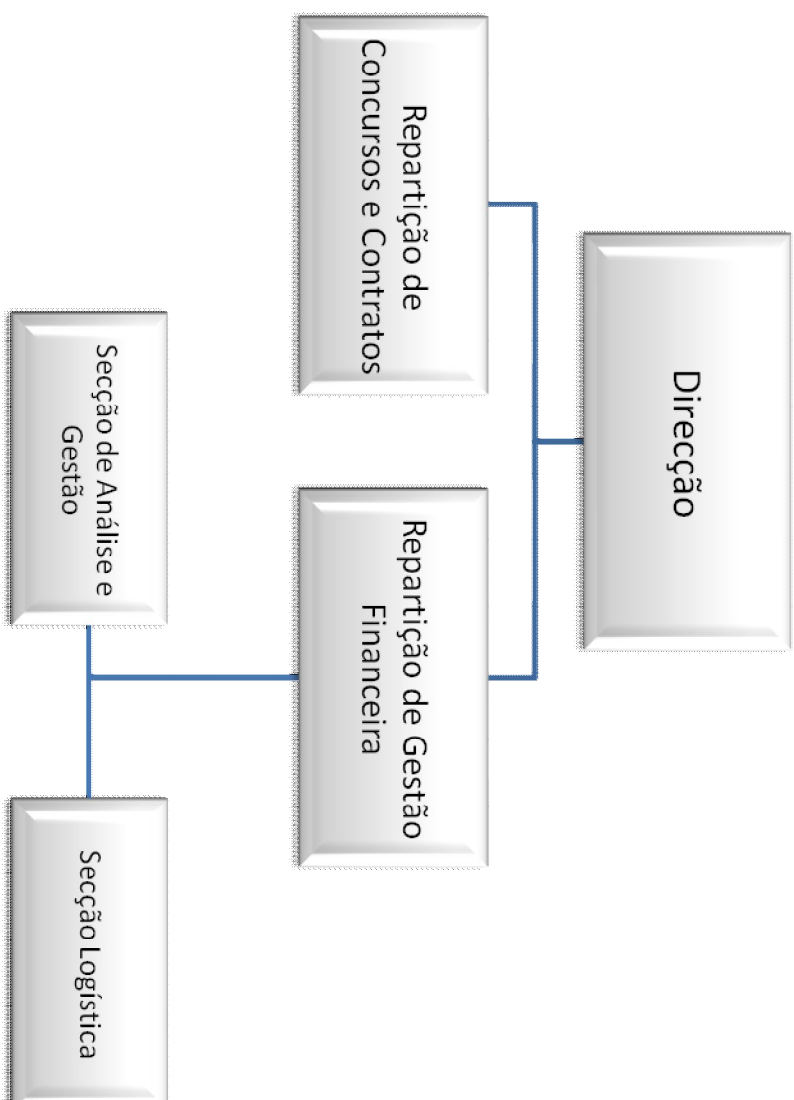 Direcção
Repartição de
Concursos e Contratos
Repartição de Gestão
Financeira
Secção de Análise e
Gestão
Secção Logística